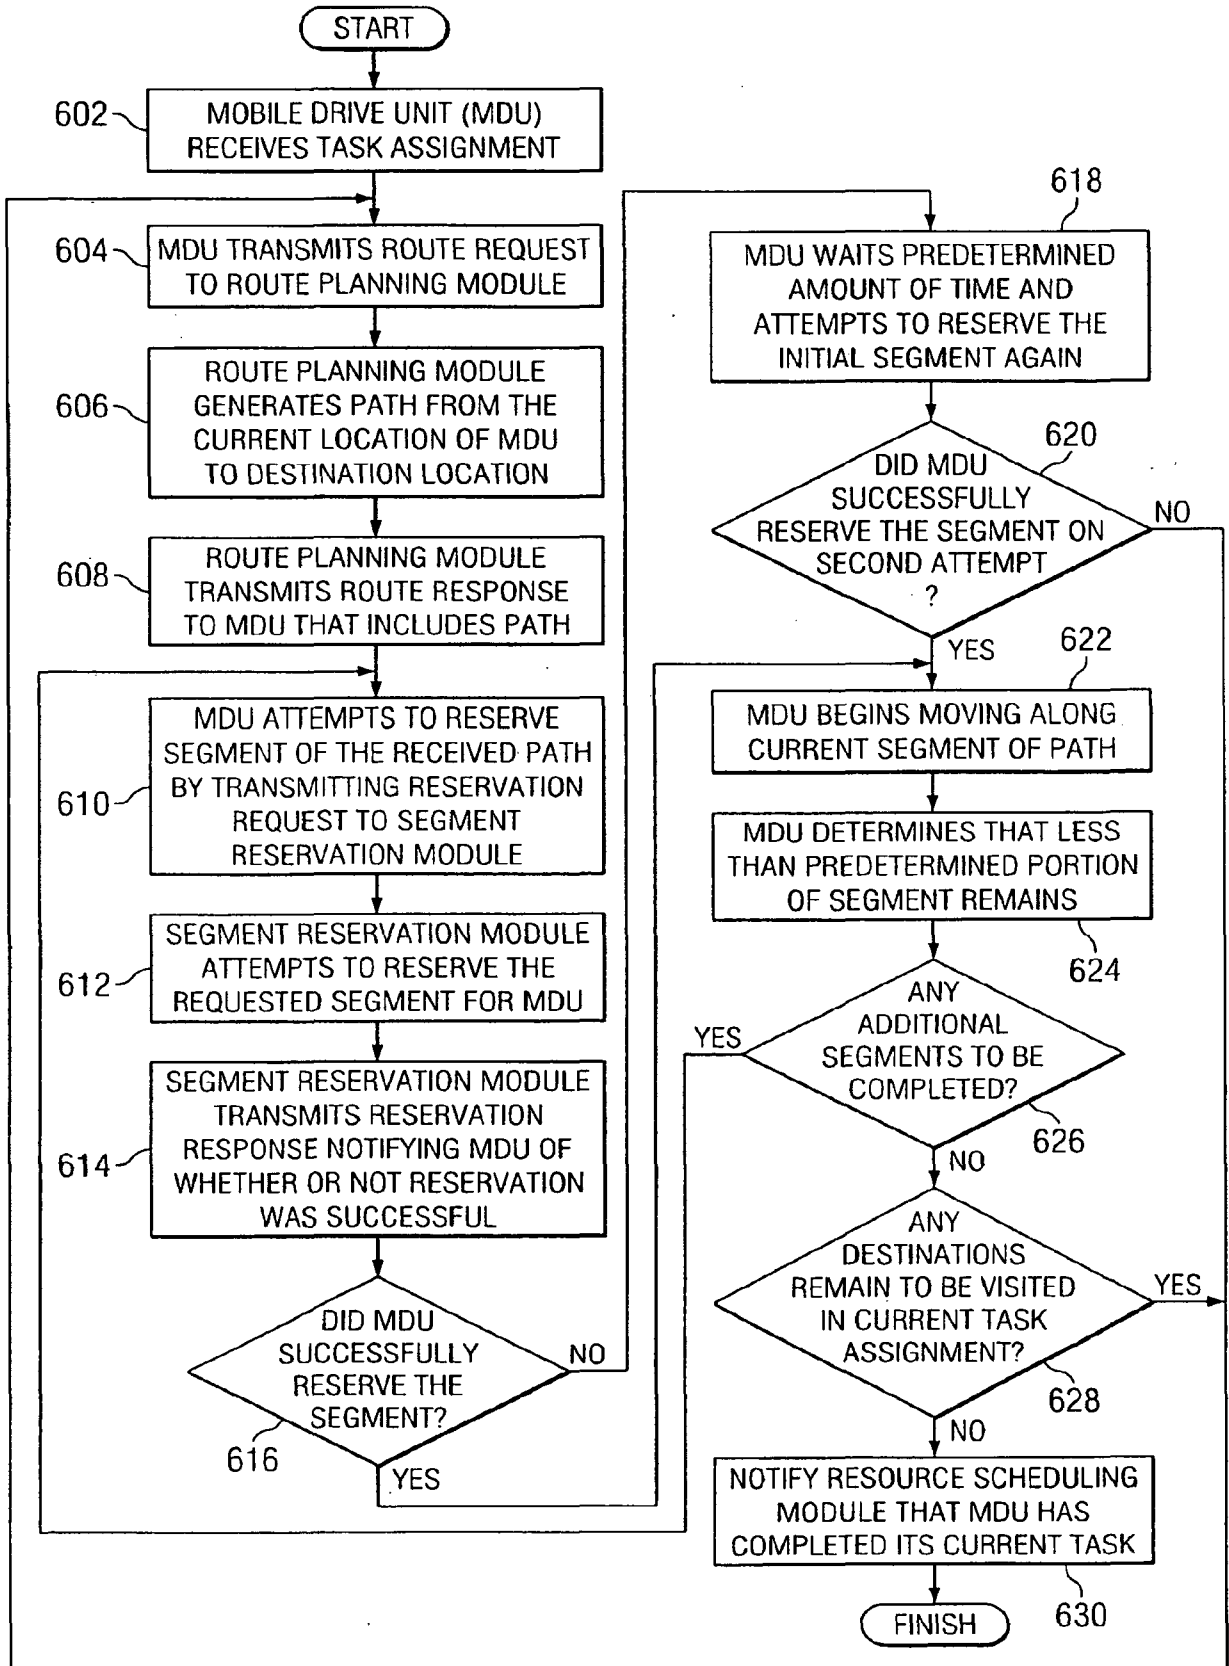 START
602
MOBILE DRIVE UNIT (MDU)
RECEIVES TASK ASSIGNMENT
604
MDU TRANSMITS ROUTE REQUEST
TO ROUTE PLANNING MODULE
606
ROUTE PLANNING MODULE
GENERATES PATH FROM THE
CURRENT LOCATION OF MDU
TO DESTINATION LOCATION
608
ROUTE PLANNING MODULE
TRANSMITS ROUTE RESPONSE
TO MDU THAT INCLUDES PATH
610
MDU ATTEMPTS TO RESERVE
SEGMENT OF THE RECEIVED PATH
BY TRANSMITTING RESERVATION
REQUEST TO SEGMENT
RESERVATION MODULE
612
SEGMENT RESERVATION MODULE
ATTEMPTS TO RESERVE THE
REQUESTED SEGMENT FOR MDU
614
SEGMENT RESERVATION MODULE
TRANSMITS RESERVATION
RESPONSE NOTIFYING MDU OF
WHETHER OR NOT RESERVATION
WAS SUCCESSFUL
DID MDU
SUCCESSFULLY
RESERVE THE
SEGMENT?
616
NO
YES
618
MDU WAITS PREDETERMINED
AMOUNT OF TIME AND
ATTEMPTS TO RESERVE THE
INITIAL SEGMENT AGAIN
620
DID MDU
SUCCESSFULLY
RESERVE THE SEGMENT ON
SECOND ATTEMPT
?
NO
YES
622
MDU BEGINS MOVING ALONG
CURRENT SEGMENT OF PATH
MDU DETERMINES THAT LESS
THAN PREDETERMINED PORTION
OF SEGMENT REMAINS
624
YES
ANY
ADDITIONAL
SEGMENTS TO BE
COMPLETED?
626
NO
ANY
DESTINATIONS
REMAIN TO BE VISITED
IN CURRENT TASK
ASSIGNMENT?
YES
628
NO
NOTIFY RESOURCE SCHEDULING
MODULE THAT MDU HAS
COMPLETED ITS CURRENT TASK
630
FINISH